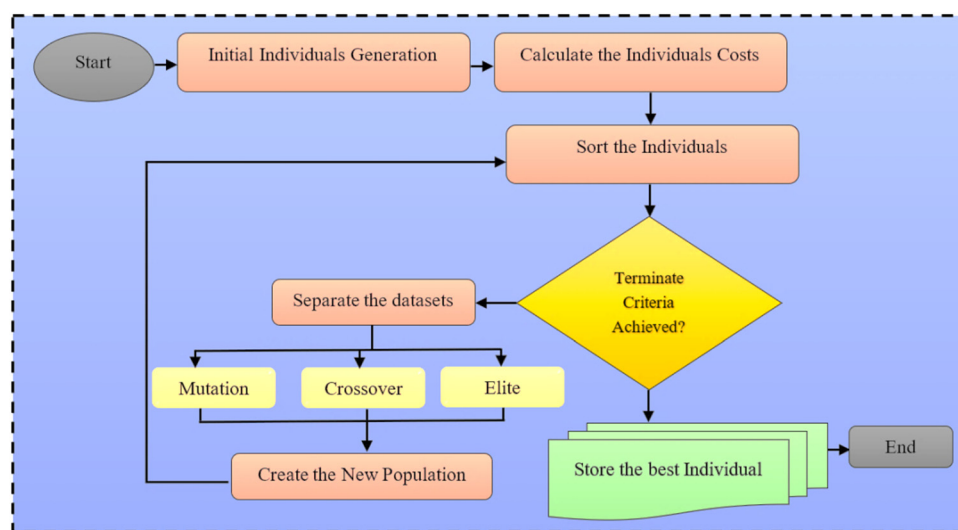 Start
Initial Individuals Generation
Calculate the Individuals Costs
Sort the Individuals
Terminate
Criteria
Achieved?
Separate the datasets
Mutation
Crossover
Elite
Create the New Population
Store the best Individual
End